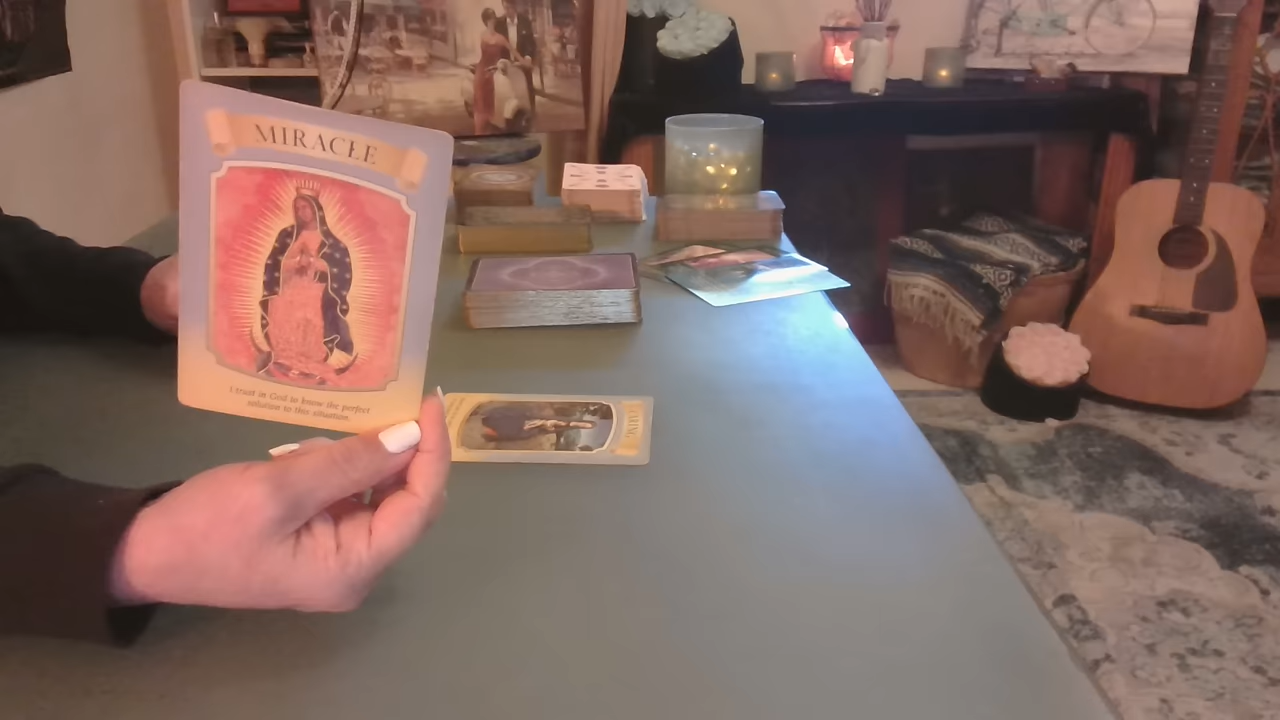 MIRACLE
I trust in God to know the perfect
solution to this situation.